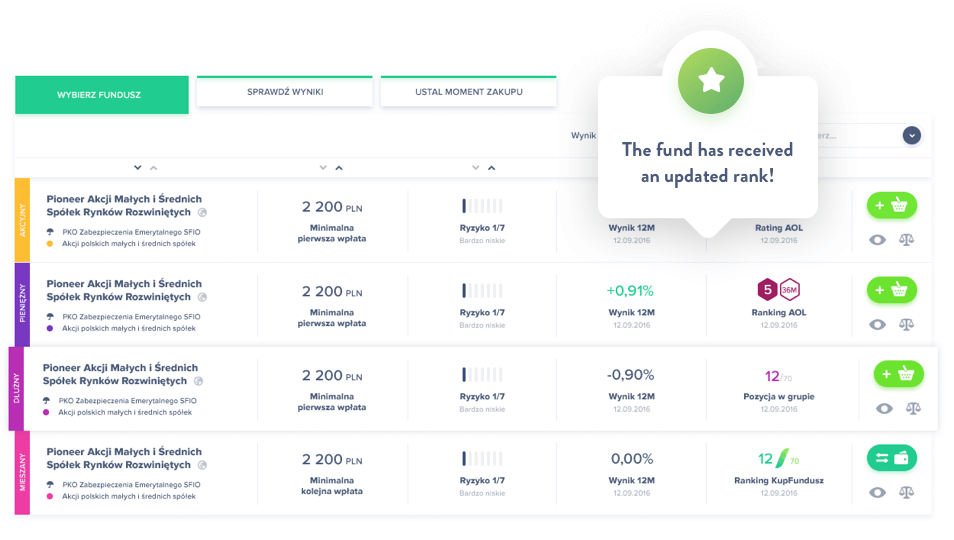 WYBIERZ FUNDUSZ
SPRAWDŹ WYNIKI
USTAL MOMENT ZAKUPU
Wynik
The fund has received
an updated rank!
AKCYJNY
Pioneer Akcji Małych i Średnich
Spółek Rynków Rozwiniętych
PKO Zabezpieczenia Emerytalnego SFIO
Akcji polskich małych i średnich spółek
2 200 PLN
Minimalna
pierwsza wpłata
Ryzyko 1/7
Bardzo niskie
Wynik 12M
12.09.2016
Rating AOL
12.09.2016
PIENIĘŻNY
Pioneer Akcji Małych i Średnich
Spółek Rynków Rozwiniętych
PKO Zabezpieczenia Emerytalnego SFIO
Akcji polskich małych i średnich spółek
2 200 PLN
Minimalna
pierwsza wpłata
Ryzyko 1/7
Bardzo niskie
+0,91%
Wynik 12M
12.09.2016
5 36M
Ranking AOL
12.09.2016
DŁUŻNY
Pioneer Akcji Małych i Średnich
Spółek Rynków Rozwiniętych
PKO Zabezpieczenia Emerytalnego SFIO
Akcji polskich małych i średnich spółek
2 200 PLN
Minimalna
pierwsza wpłata
Ryzyko 1/7
Bardzo niskie
-0,90%
Wynik 12M
12.09.2016
12/70
Pozycja w grupie
12.09.2016
MIESZANY
Pioneer Akcji Małych i Średnich
Spółek Rynków Rozwiniętych
PKO Zabezpieczenia Emerytalnego SFIO
Akcji polskich małych i średnich spółek
2 200 PLN
Minimalna
kolejna wpłata
Ryzyko 1/7
Bardzo niskie
0,00%
Wynik 12M
12.09.2016
12 70
Ranking KupFundusz
12.09.2016